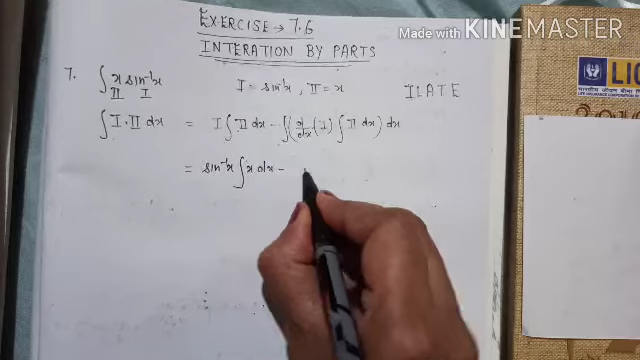 EXERCISE → 7.6
Made with KINEMASTER
INTERATION BY PARTS
7. ∫ x sin⁻¹x I = sin⁻¹x, II = x ILATE
II I
∫ I · II dx = I ∫ II dx - ∫(d/dx (I) ∫ II dx) dx
= sin⁻¹x ∫ x dx -
LIC